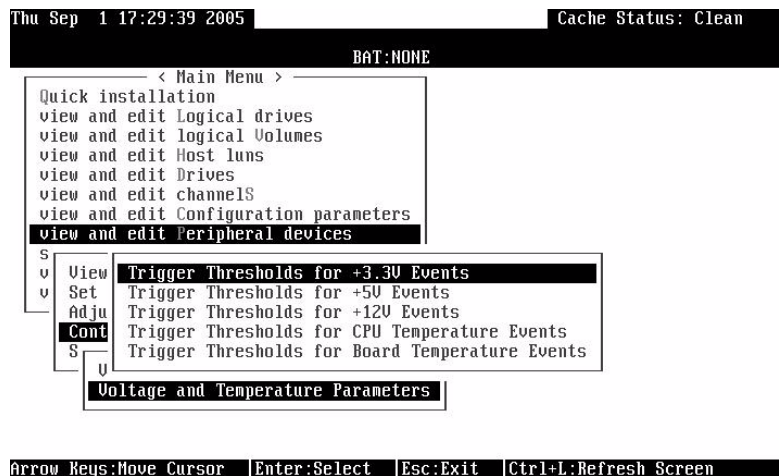 Thu Sep 1 17:29:39 2005 Cache Status: Clean
BAT:NONE
< Main Menu >
Quick installation
view and edit Logical drives
view and edit logical Volumes
view and edit Host luns
view and edit Drives
view and edit channelS
view and edit Configuration parameters
view and edit Peripheral devices
S
v View Trigger Thresholds for +3.3V Events
v Set Trigger Thresholds for +5V Events
Adju Trigger Thresholds for +12V Events
Cont Trigger Thresholds for CPU Temperature Events
S Trigger Thresholds for Board Temperature Events
V
Voltage and Temperature Parameters
Arrow Keys:Move Cursor |Enter:Select |Esc:Exit |Ctrl+L:Refresh Screen